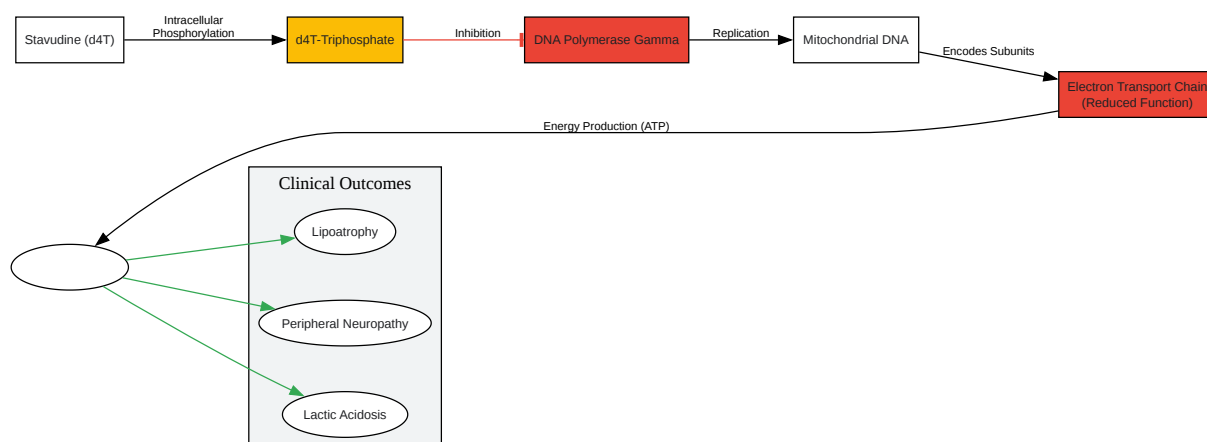 Stavudine (d4T)
Intracellular
Phosphorylation
d4T-Triphosphate
Inhibition
DNA Polymerase Gamma
Replication
Mitochondrial DNA
Encodes Subunits
Electron Transport Chain
(Reduced Function)
Energy Production (ATP)
Clinical Outcomes
Lipoatrophy
Peripheral Neuropathy
Lactic Acidosis